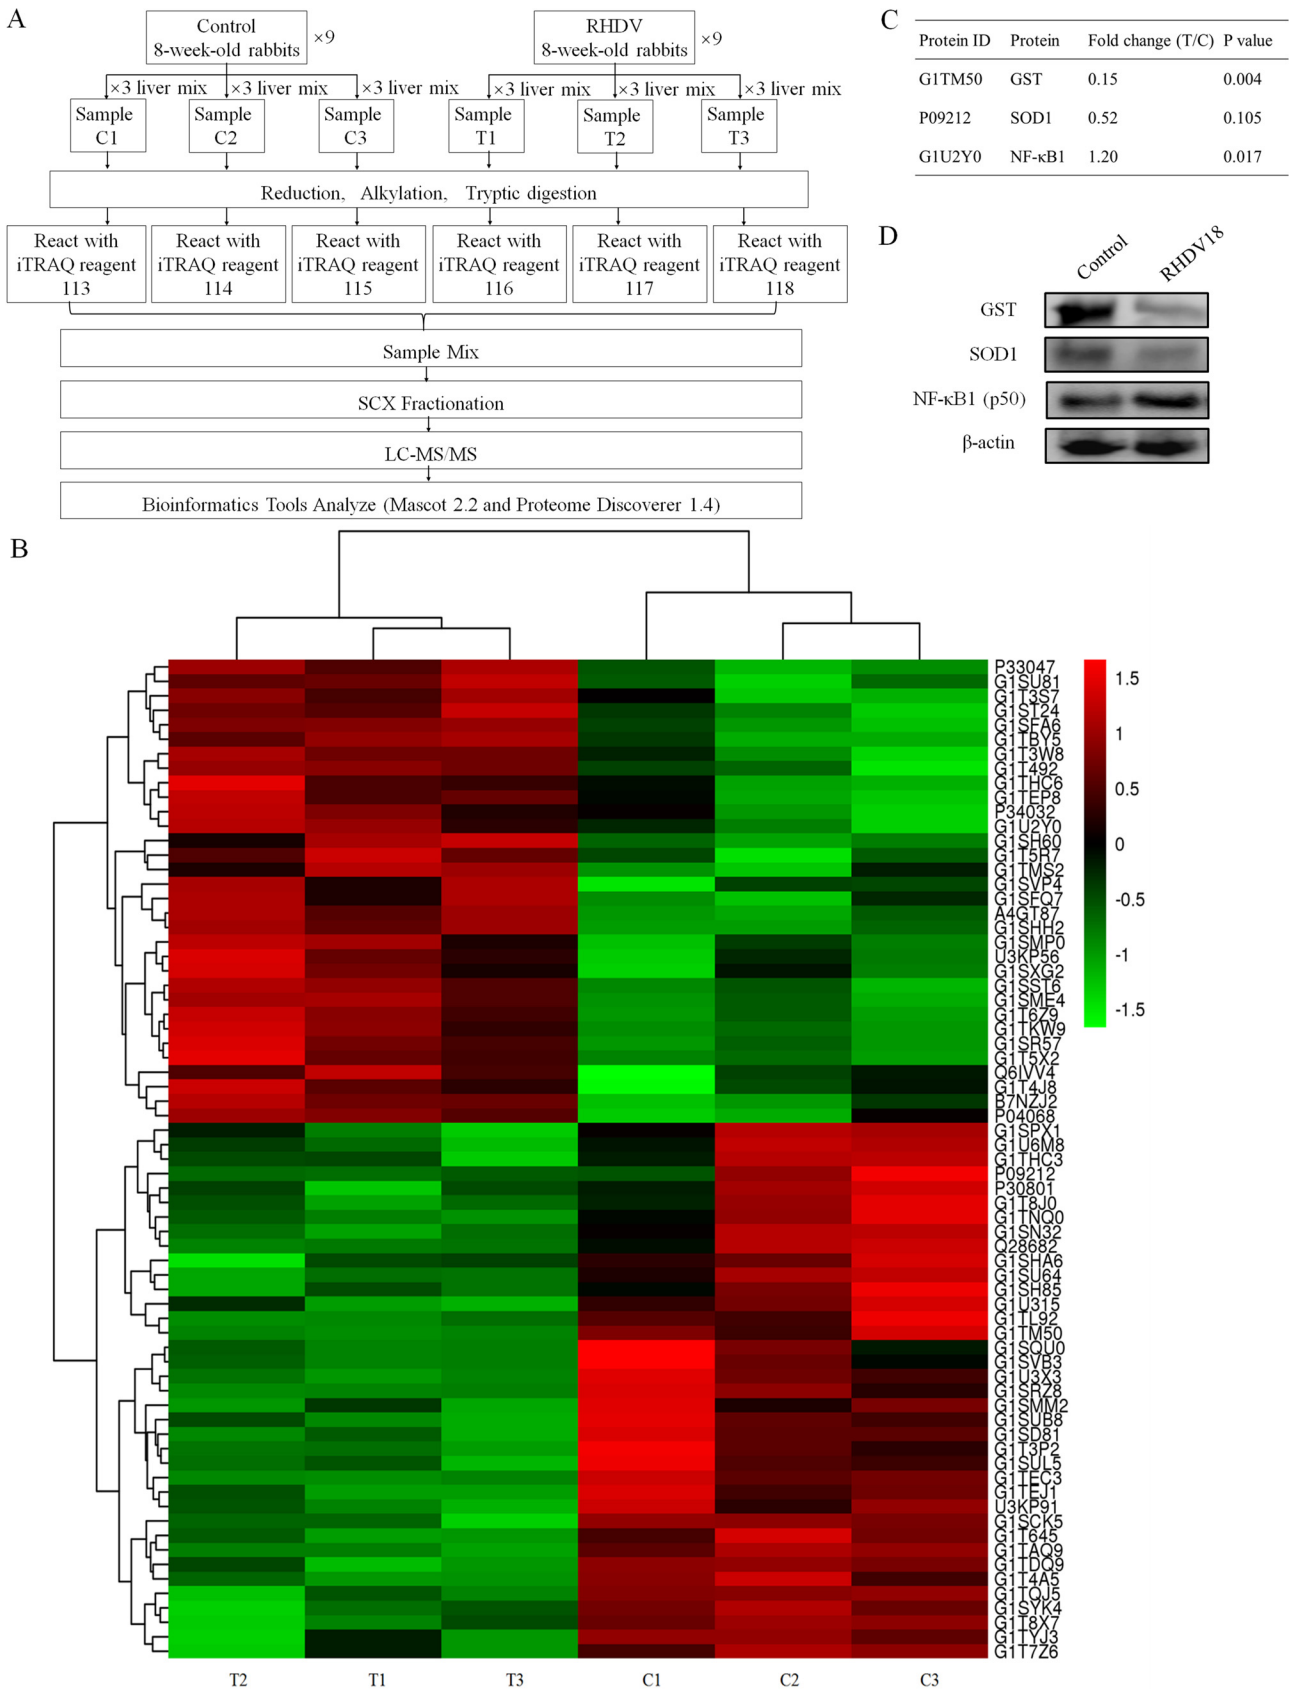 A
Control
8-week-old rabbits
×9
RHDV
8-week-old rabbits
×9
×3 liver mix ×3 liver mix ×3 liver mix ×3 liver mix ×3 liver mix ×3 liver mix
Sample C1
Sample C2
Sample C3
Sample T1
Sample T2
Sample T3
Reduction, Alkylation, Tryptic digestion
React with iTRAQ reagent 113
React with iTRAQ reagent 114
React with iTRAQ reagent 115
React with iTRAQ reagent 116
React with iTRAQ reagent 117
React with iTRAQ reagent 118
Sample Mix
SCX Fractionation
LC-MS/MS
Bioinformatics Tools Analyze (Mascot 2.2 and Proteome Discoverer 1.4)
C
Protein ID Protein Fold change (T/C) P value
G1TM50 GST 0.15 0.004
P09212 SOD1 0.52 0.105
G1U2Y0 NF-κB1 1.20 0.017
D
Control RHDV18
GST
SOD1
NF-κB1 (p50)
β-actin
B
P33047
G1SU81
G1T3S7
G1ST24
G1SFA6
G1TBY5
G1T3W8
G1T492
G1THC6
G1TEP8
P34032
G1U2Y0
G1SH60
G1T5R7
G1TMS2
G1SVP4
G1SFQ7
A4GT87
G1SHH2
G1SMP0
U3KP56
G1SXG2
G1SST6
G1SME4
G1T6Z9
G1TKW9
G1SR57
G1T5X2
Q6IVV4
G1T4J8
B7NZJ2
P04068
G1SPX1
G1U6M8
G1THC3
P09212
P30801
G1T8J0
G1TNQ0
G1SN32
Q28682
G1SHA6
G1SU64
G1SH85
G1U315
G1TL92
G1TM50
G1SQU0
G1SVB3
G1U3X3
G1SRZ8
G1SMM2
G1SUB8
G1SD81
G1T3P2
G1SUL5
G1TEC3
G1TEJ1
U3KP91
G1SCK5
G1T645
G1TAQ9
G1TDQ9
G1T4A5
G1TQJ5
G1SYK4
G1T8X7
G1TYJ3
G1T7Z6
1.5
1
0.5
0
-0.5
-1
-1.5
T2 T1 T3 C1 C2 C3